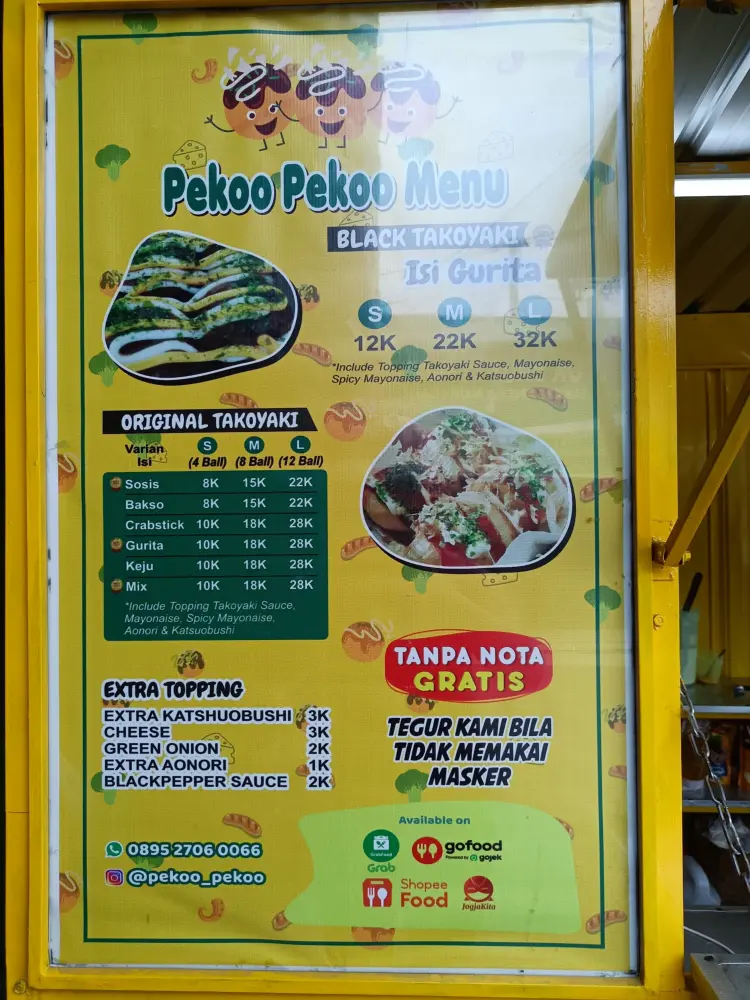 Pekoo Pekoo Menu
BLACK TAKOYAKI
Isi Gurita
S M L
12K 22K 32K
*Include Topping Takoyaki Sauce, Mayonaise,
Spicy Mayonaise, Aonori & Katsuobushi
ORIGINAL TAKOYAKI
Varian Isi S (4 Ball) M (8 Ball) L (12 Ball)
Sosis 8K 15K 22K
Bakso 8K 15K 22K
Crabstick 10K 18K 28K
Gurita 10K 18K 28K
Keju 10K 18K 28K
Mix 10K 18K 28K
*Include Topping Takoyaki Sauce,
Mayonaise, Spicy Mayonaise,
Aonori & Katsuobushi
EXTRA TOPPING
EXTRA KATSHUOBUSHI 3K
CHEESE 3K
GREEN ONION 2K
EXTRA AONORI 1K
BLACKPEPPER SAUCE 2K
TANPA NOTA
GRATIS
TEGUR KAMI BILA
TIDAK MEMAKAI
MASKER
0895 2706 0066
@pekoo_pekoo
Available on
GrabFood
Grab
gofood
Powered by gojek
Shopee
Food
JogjaKita